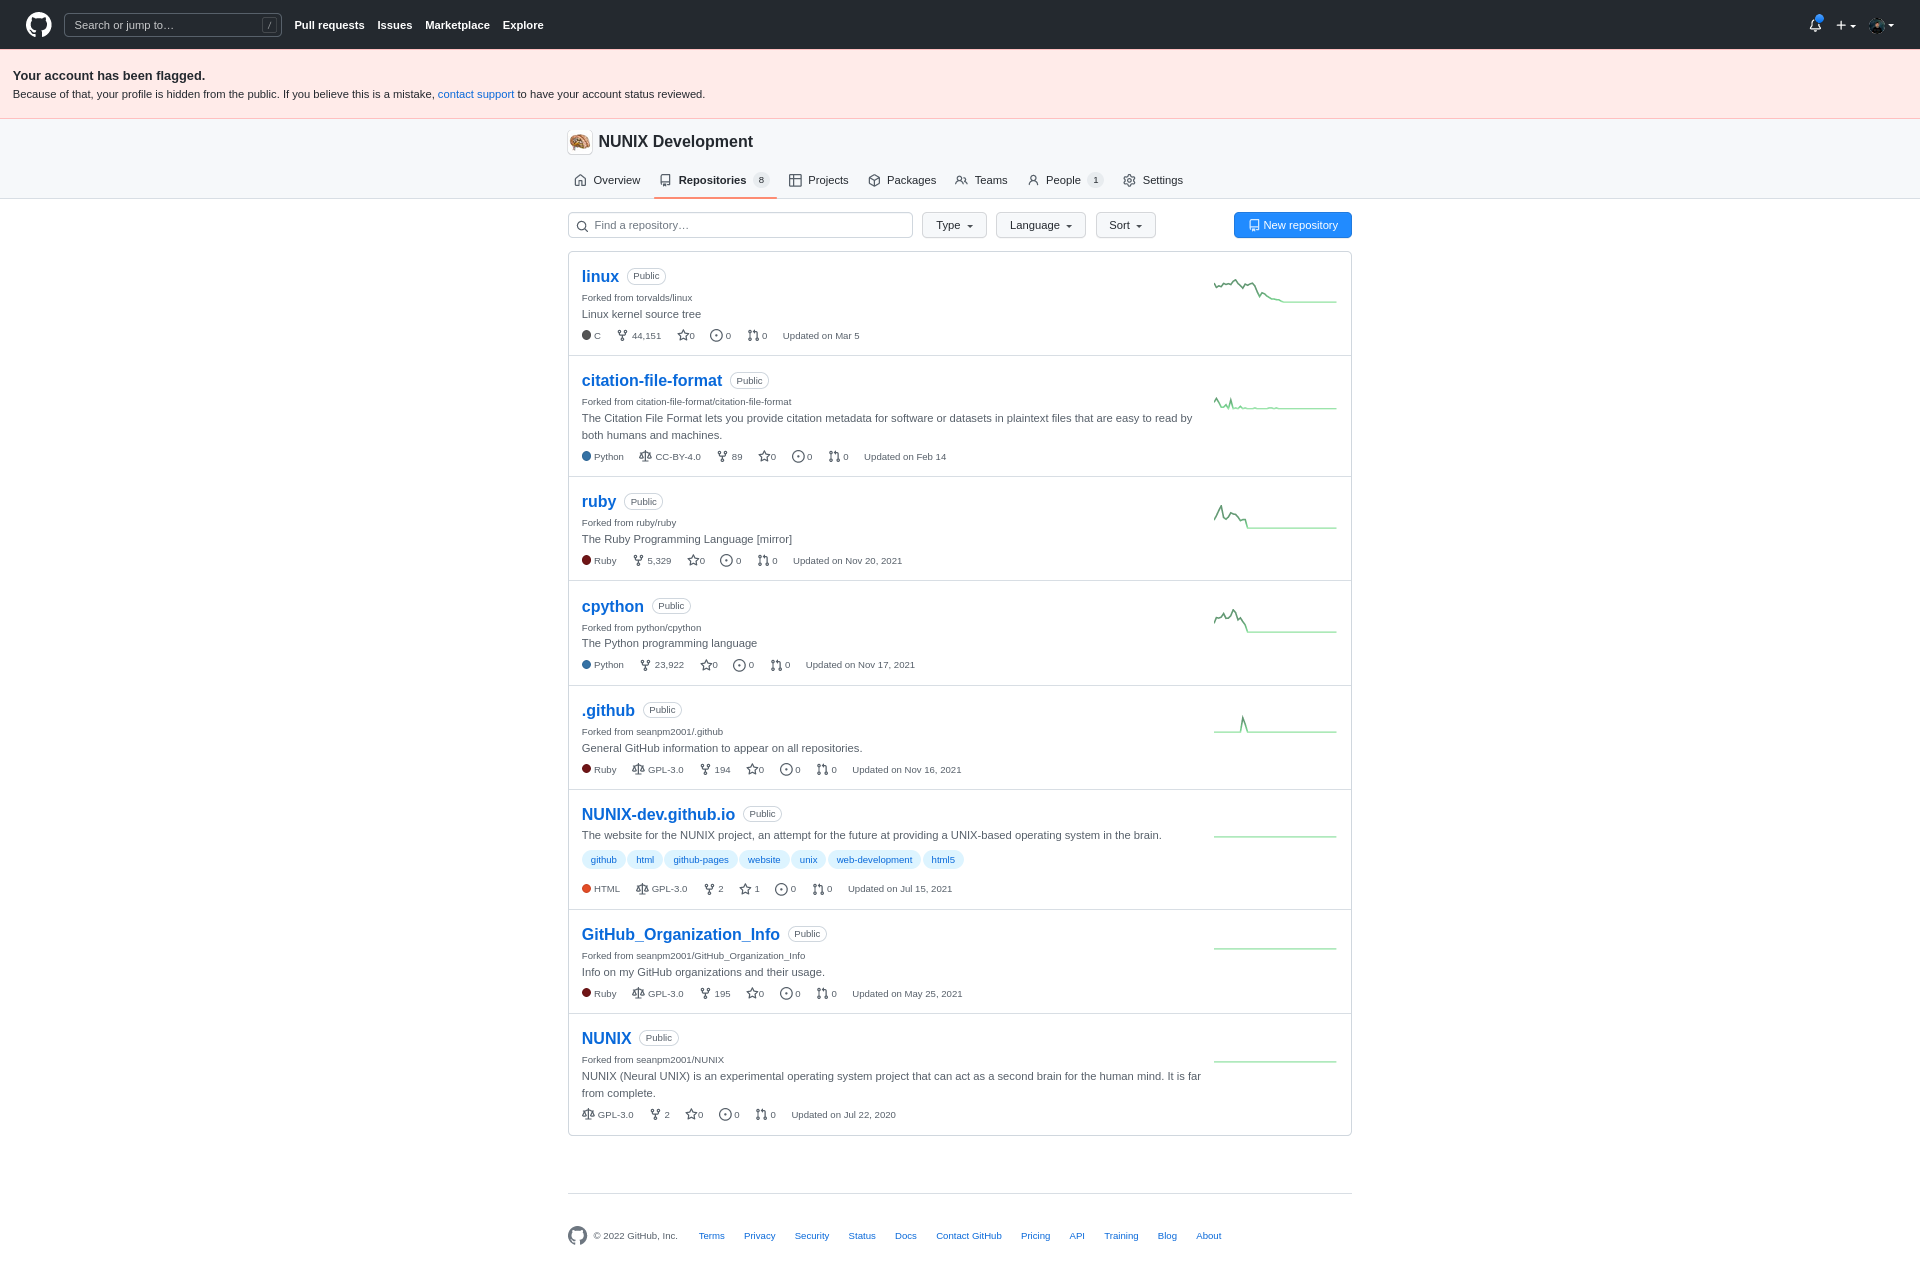 Search or jump to…
/
Pull requests Issues Marketplace Explore
Your account has been flagged.
Because of that, your profile is hidden from the public. If you believe this is a mistake, contact support to have your account status reviewed.
NUNIX Development
Overview Repositories 8 Projects Packages Teams People 1 Settings
Find a repository… Type Language Sort New repository
linux Public
Forked from torvalds/linux
Linux kernel source tree
C 44,151 0 0 0 Updated on Mar 5
citation-file-format Public
Forked from citation-file-format/citation-file-format
The Citation File Format lets you provide citation metadata for software or datasets in plaintext files that are easy to read by
both humans and machines.
Python CC-BY-4.0 89 0 0 0 Updated on Feb 14
ruby Public
Forked from ruby/ruby
The Ruby Programming Language [mirror]
Ruby 5,329 0 0 0 Updated on Nov 20, 2021
cpython Public
Forked from python/cpython
The Python programming language
Python 23,922 0 0 0 Updated on Nov 17, 2021
.github Public
Forked from seanpm2001/.github
General GitHub information to appear on all repositories.
Ruby GPL-3.0 194 0 0 0 Updated on Nov 16, 2021
NUNIX-dev.github.io Public
The website for the NUNIX project, an attempt for the future at providing a UNIX-based operating system in the brain.
github html github-pages website unix web-development html5
HTML GPL-3.0 2 1 0 0 Updated on Jul 15, 2021
GitHub_Organization_Info Public
Forked from seanpm2001/GitHub_Organization_Info
Info on my GitHub organizations and their usage.
Ruby GPL-3.0 195 0 0 0 Updated on May 25, 2021
NUNIX Public
Forked from seanpm2001/NUNIX
NUNIX (Neural UNIX) is an experimental operating system project that can act as a second brain for the human mind. It is far
from complete.
GPL-3.0 2 0 0 0 Updated on Jul 22, 2020
© 2022 GitHub, Inc. Terms Privacy Security Status Docs Contact GitHub Pricing API Training Blog About